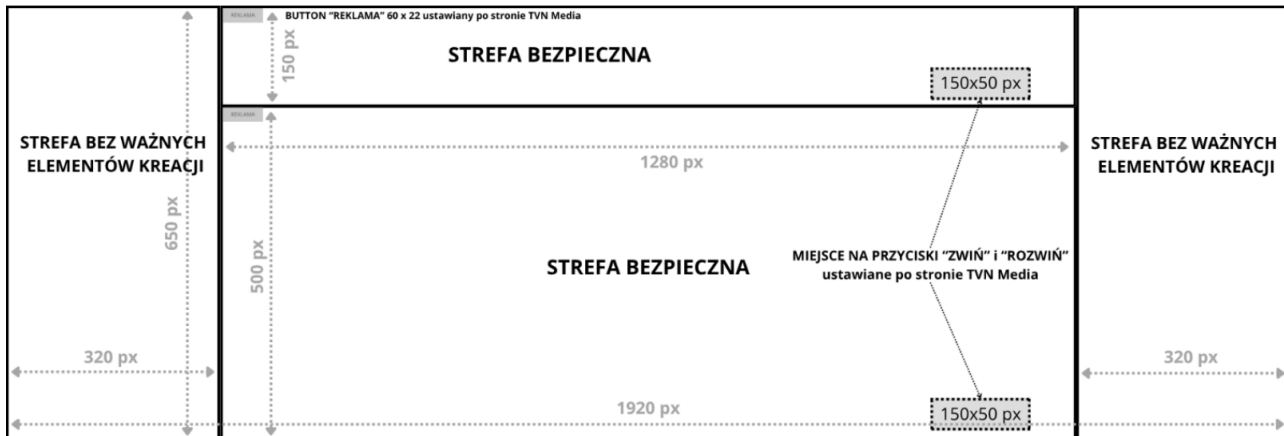 REKLAMA
BUTTON “REKLAMA” 60 x 22 ustawiany po stronie TVN Media
150 px
STREFA BEZPIECZNA
150x50 px
REKLAMA
STREFA BEZ WAŻNYCH
ELEMENTÓW KREACJI
650 px
1280 px
STREFA BEZ WAŻNYCH
ELEMENTÓW KREACJI
500 px
STREFA BEZPIECZNA
MIEJSCE NA PRZYCISKI “ZWIŃ” i “ROZWIŃ”
ustawiane po stronie TVN Media
320 px
320 px
1920 px
150x50 px